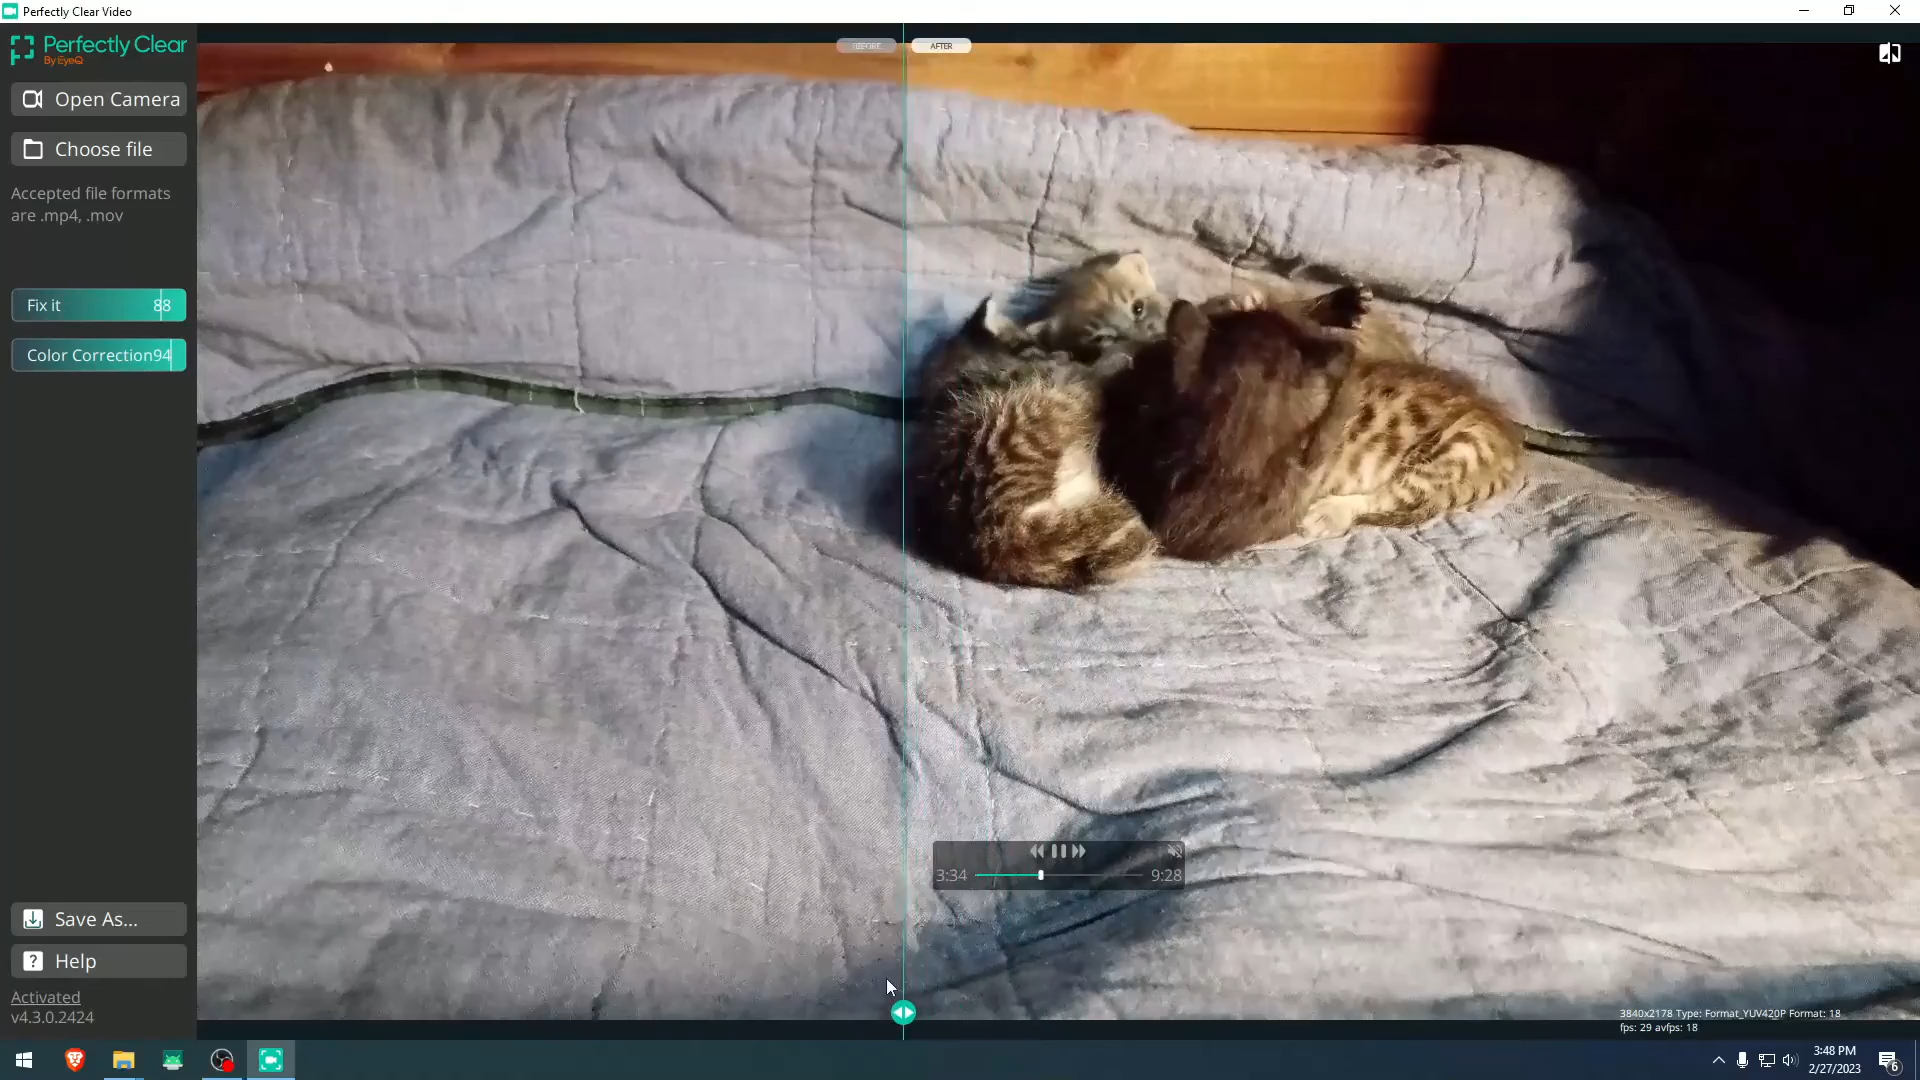 Perfectly Clear Video
Perfectly Clear
By EyeQ
BEFORE
AFTER
Open Camera
Choose file
Accepted file formats
are .mp4, .mov
Fix it 88
Color Correction94
3:34 9:28
Save As...
? Help
Activated
v4.3.0.2424
3840x2178 Type: Format_YUV420P Format: 18
fps: 29 avfps: 18
3:48 PM
2/27/2023
6